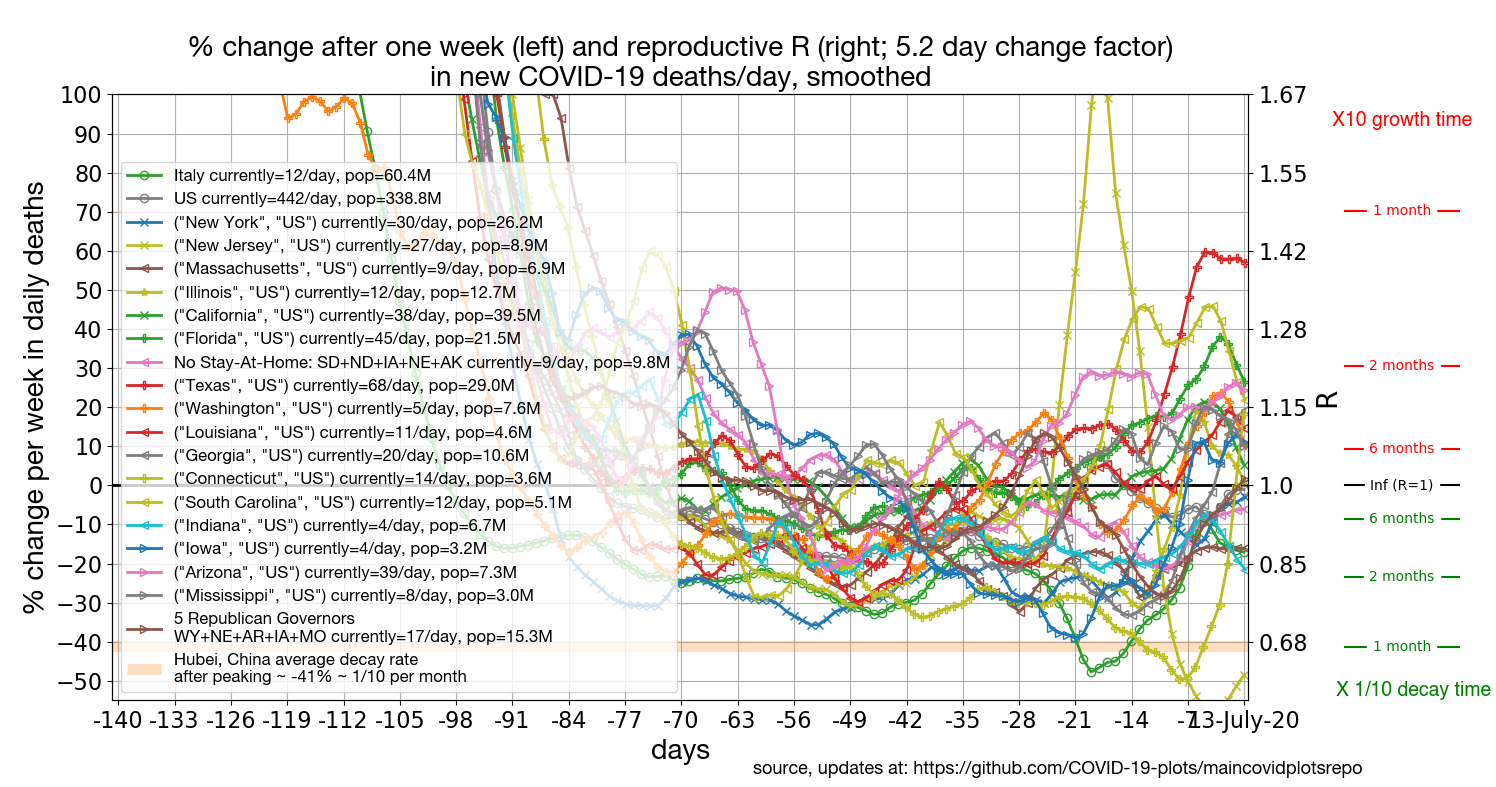 % change after one week (left) and reproductive R (right; 5.2 day change factor)
in new COVID-19 deaths/day, smoothed
% change per week in daily deaths
100
90
80
70
60
50
40
30
20
10
0
−10
−20
−30
−40
−50
Italy currently=12/day, pop=60.4M
US currently=442/day, pop=338.8M
("New York", "US") currently=30/day, pop=26.2M
("New Jersey", "US") currently=27/day, pop=8.9M
("Massachusetts", "US") currently=9/day, pop=6.9M
("Illinois", "US") currently=12/day, pop=12.7M
("California", "US") currently=38/day, pop=39.5M
("Florida", "US") currently=45/day, pop=21.5M
No Stay-At-Home: SD+ND+IA+NE+AK currently=9/day, pop=9.8M
("Texas", "US") currently=68/day, pop=29.0M
("Washington", "US") currently=5/day, pop=7.6M
("Louisiana", "US") currently=11/day, pop=4.6M
("Georgia", "US") currently=20/day, pop=10.6M
("Connecticut", "US") currently=14/day, pop=3.6M
("South Carolina", "US") currently=12/day, pop=5.1M
("Indiana", "US") currently=4/day, pop=6.7M
("Iowa", "US") currently=4/day, pop=3.2M
("Arizona", "US") currently=39/day, pop=7.3M
("Mississippi", "US") currently=8/day, pop=3.0M
5 Republican Governors
WY+NE+AR+IA+MO currently=17/day, pop=15.3M
Hubei, China average decay rate
after peaking ~ -41% ~ 1/10 per month
1.67
1.55
1.42
1.28
1.15
1.0
0.85
0.68
R
X10 growth time
1 month
2 months
6 months
Inf (R=1)
6 months
2 months
1 month
X 1/10 decay time
-140 -133 -126 -119 -112 -105 -98 -91 -84 -77 -70 -63 -56 -49 -42 -35 -28 -21 -14 -7 13-July-20
days
source, updates at: https://github.com/COVID-19-plots/maincovidplotsrepo